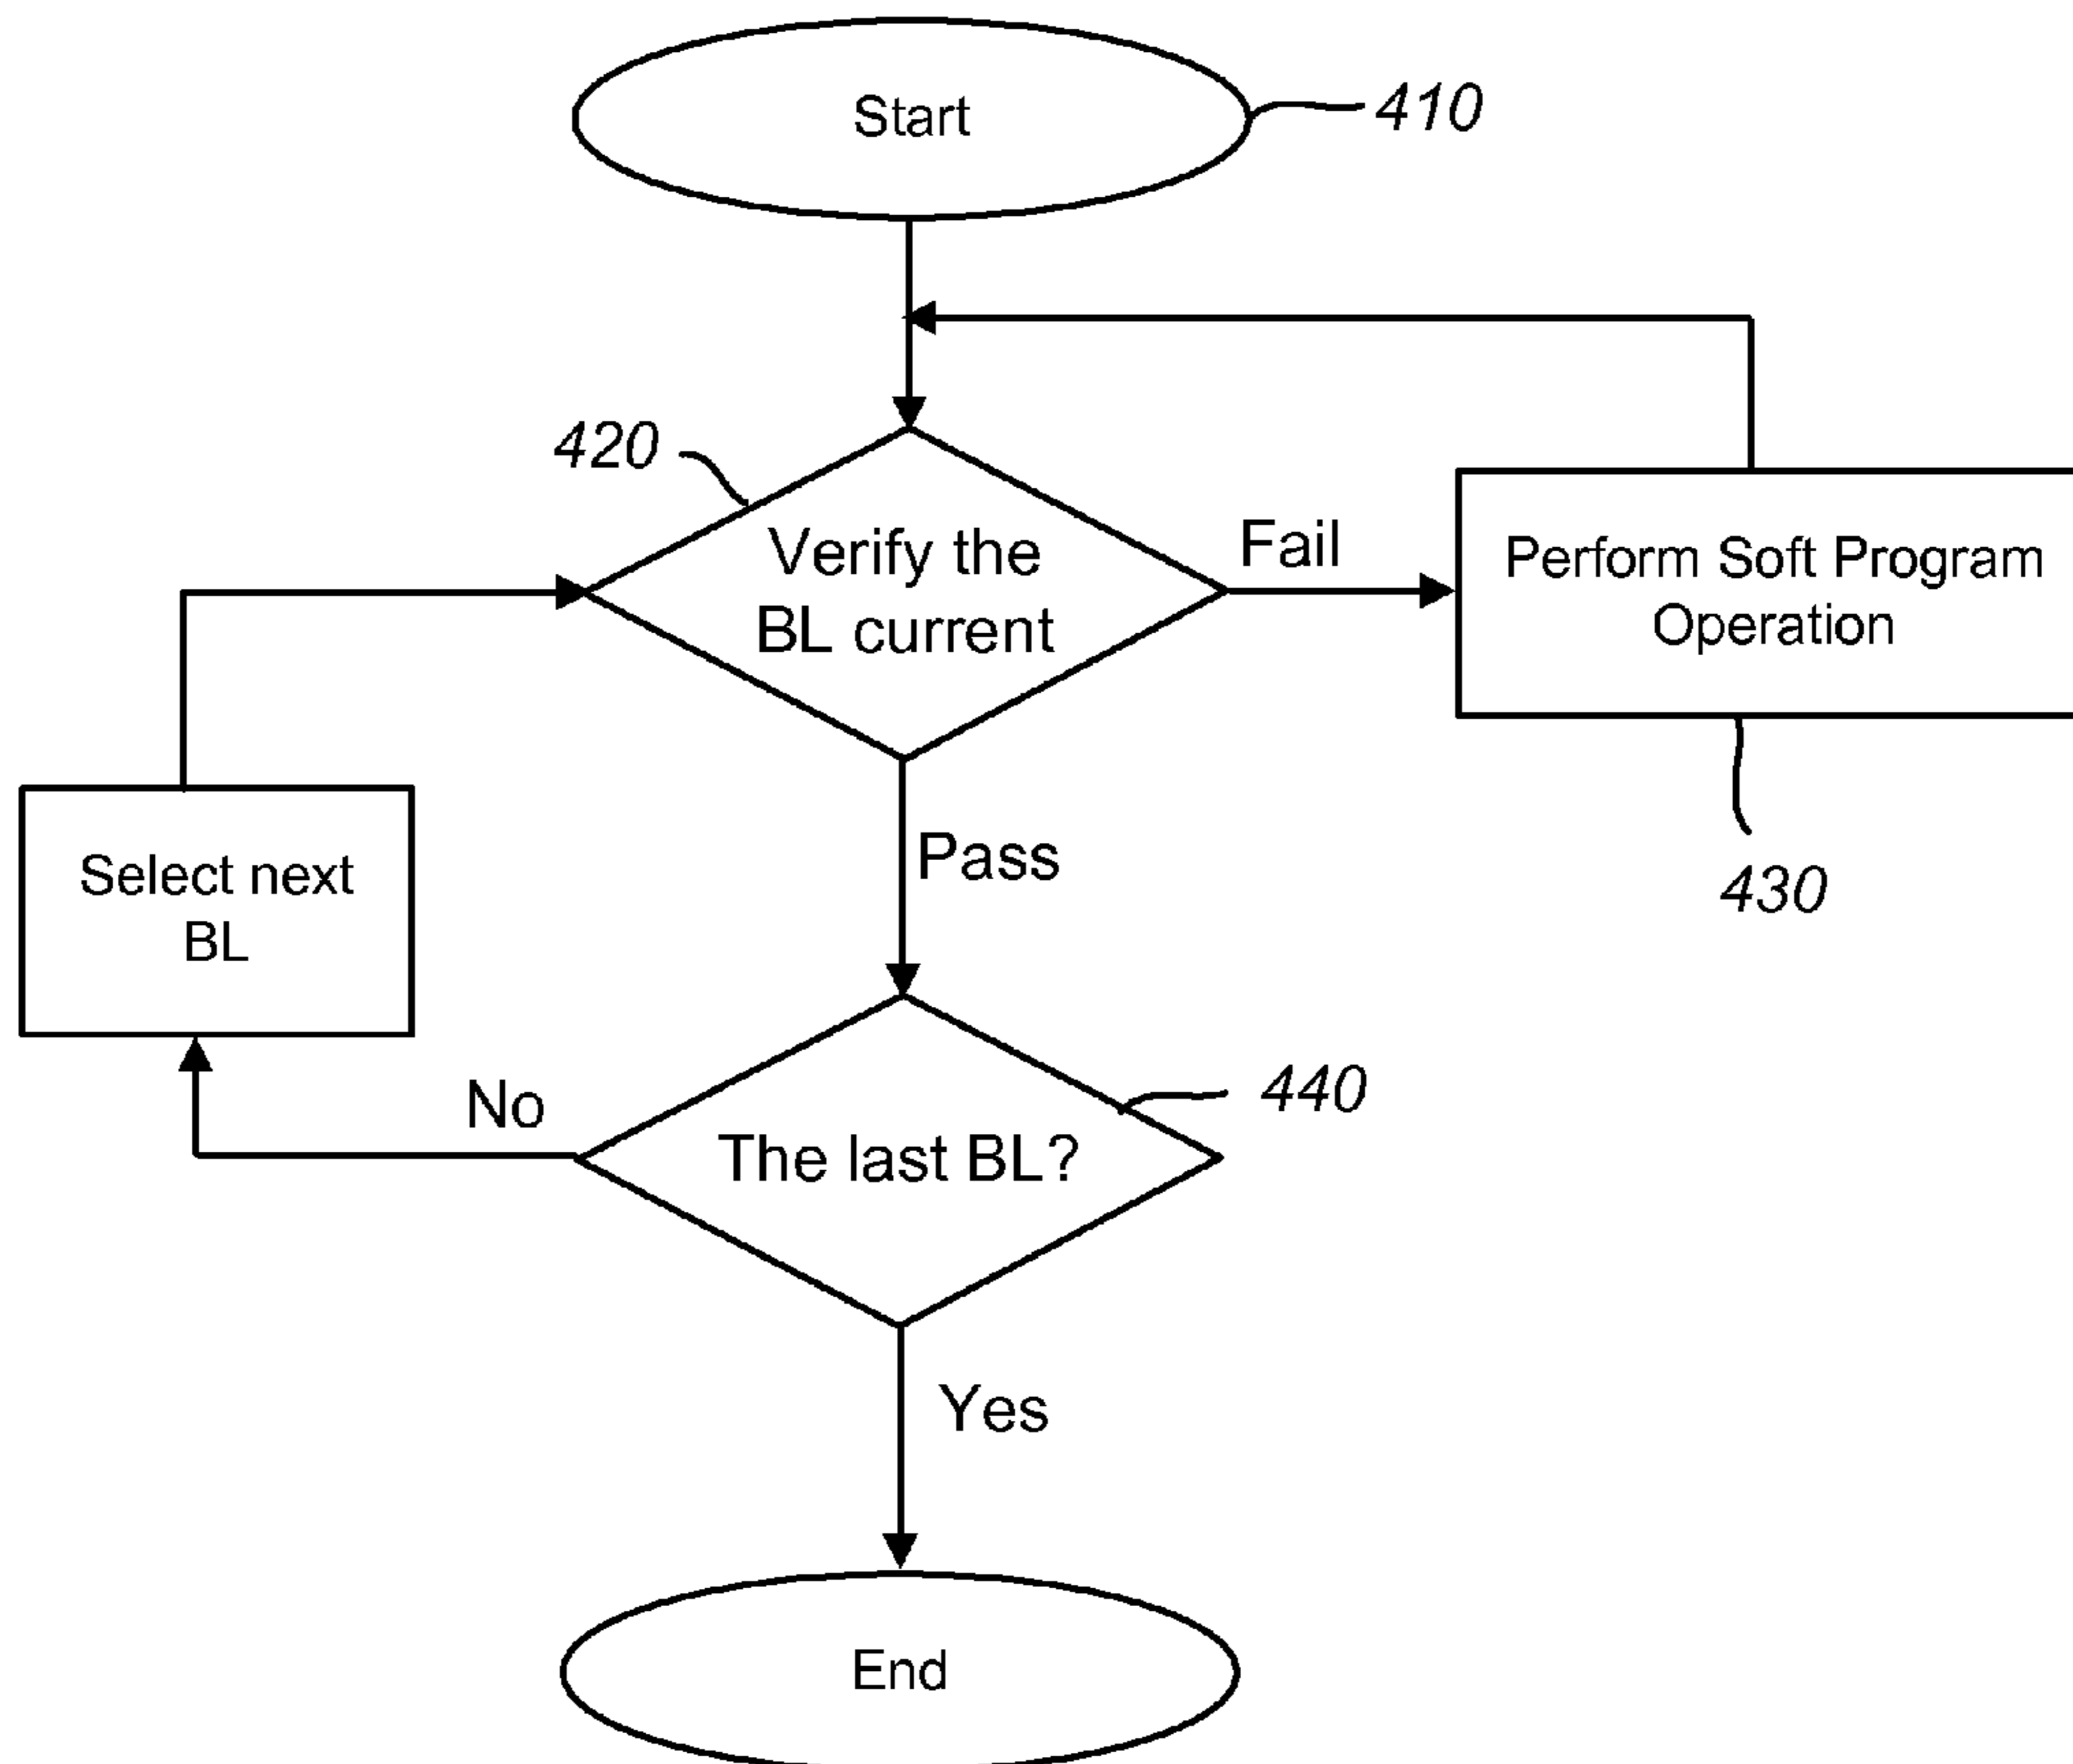 Start
410
420
Verify the
BL current
Fail
Perform Soft Program
Operation
430
Pass
Select next
BL
No
The last BL?
440
Yes
End